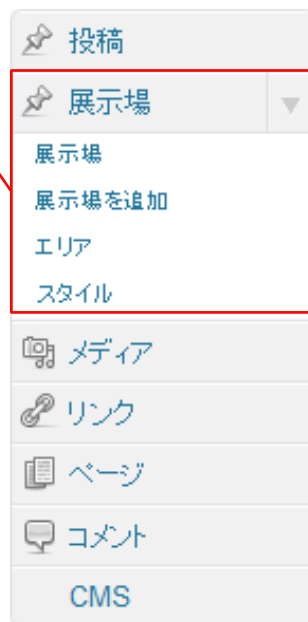 投稿
展示場
展示場
展示場を追加
エリア
スタイル
メディア
リンク
ページ
コメント
CMS